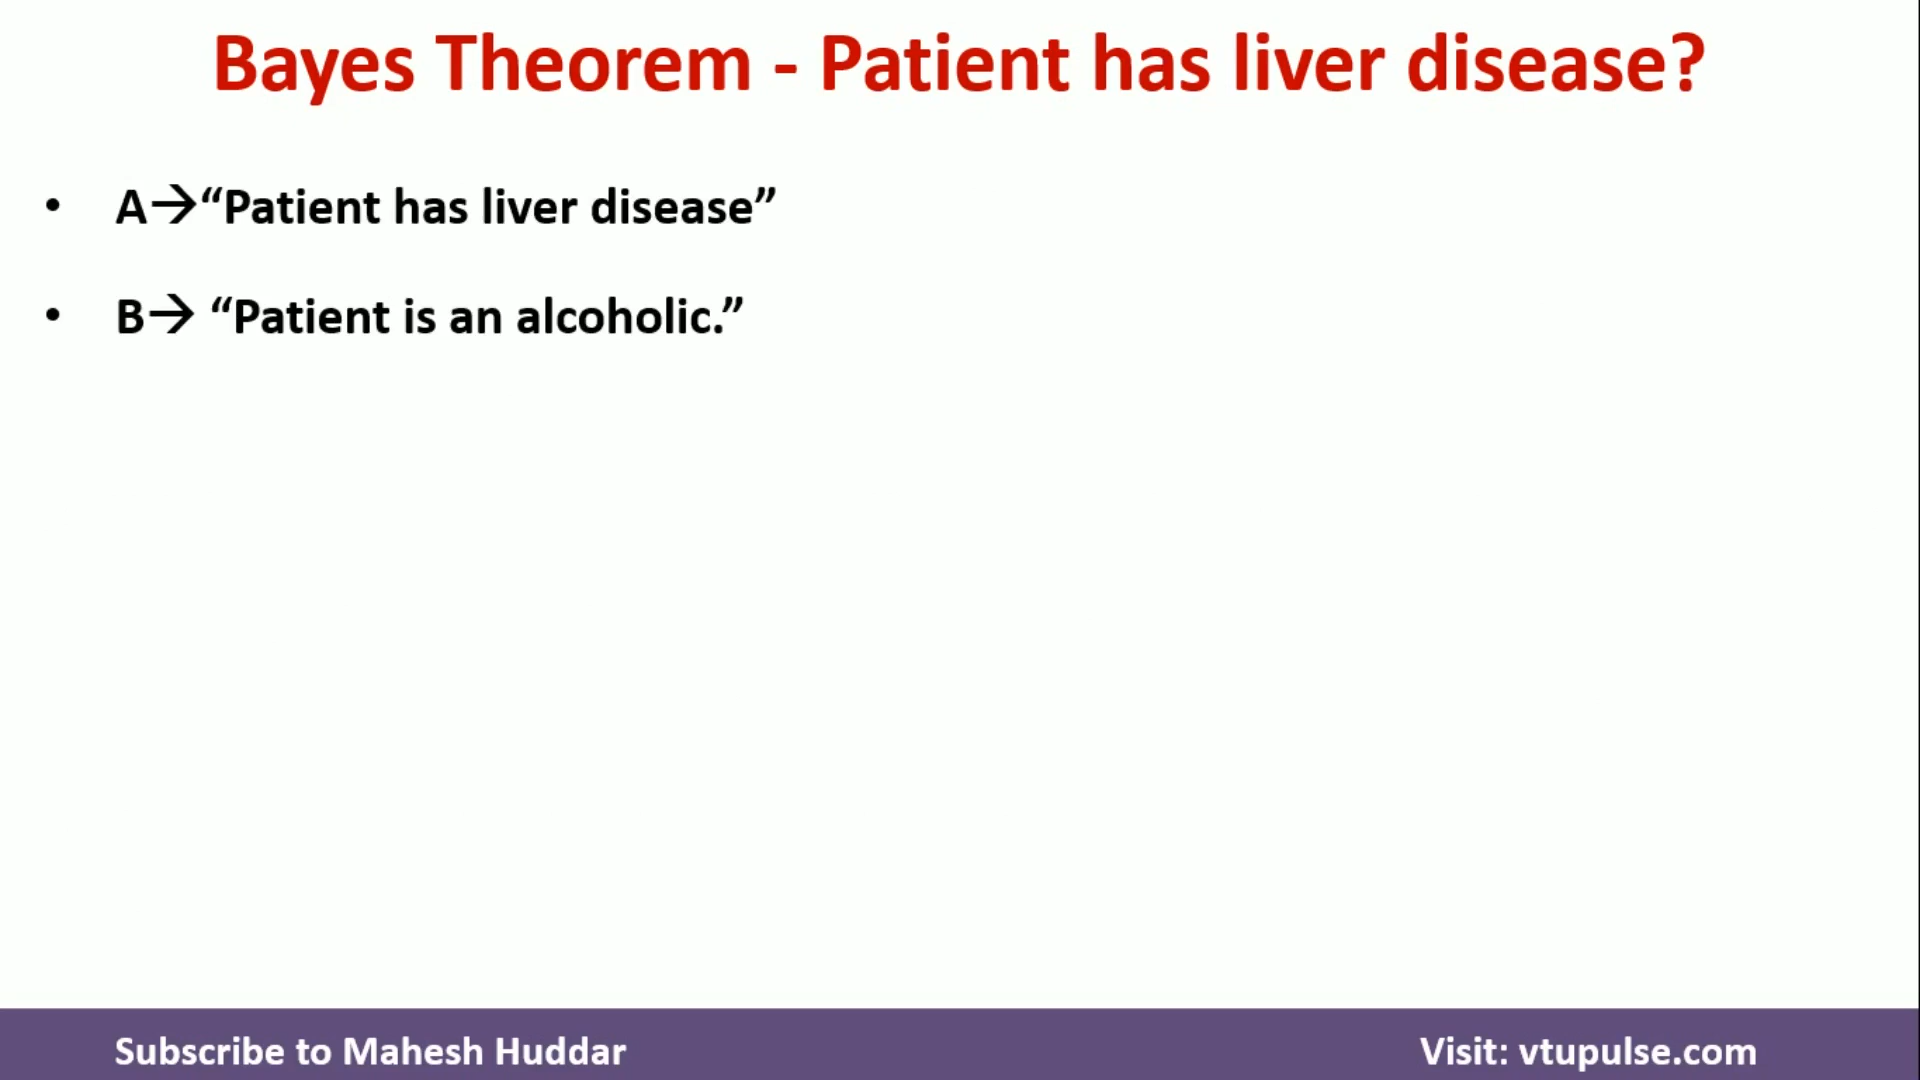 Bayes Theorem - Patient has liver disease?
• A→“Patient has liver disease”
• B→ “Patient is an alcoholic.”
Subscribe to Mahesh Huddar
Visit: vtupulse.com